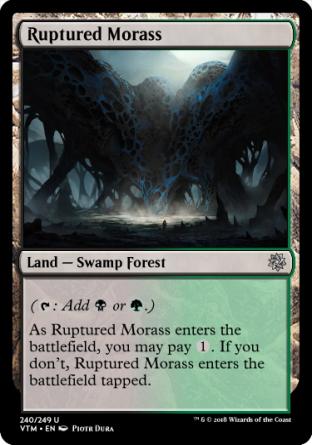 Ruptured Morass
Land — Swamp Forest
( : Add or .)
As Ruptured Morass enters the
battlefield, you may pay 1 . If you
don't, Ruptured Morass enters the
battlefield tapped.
240/249 U
VTM • EN Piotr Dura
™ & © 2018 Wizards of the Coast